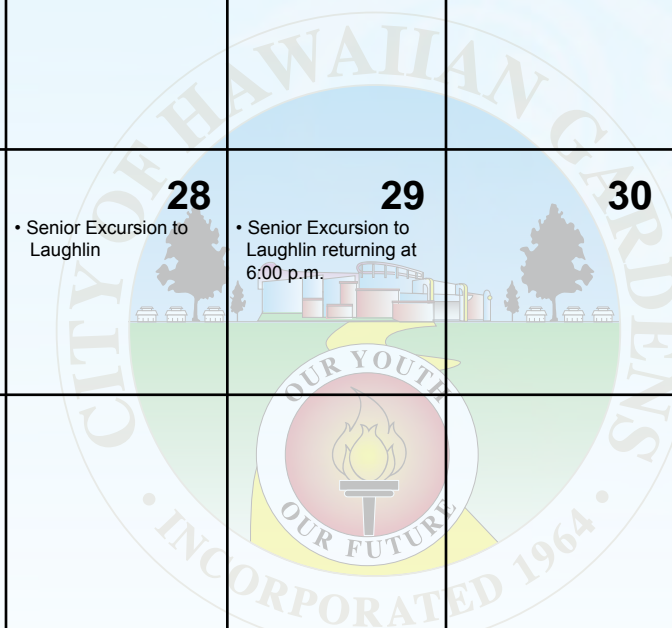 CITY OF HAWAIIAN GARDENS
28
• Senior Excursion to
Laughlin
29
• Senior Excursion to
Laughlin returning at
6:00 p.m.
30
OUR YOUTH
OUR FUTURE
• INCORPORATED 1964 •